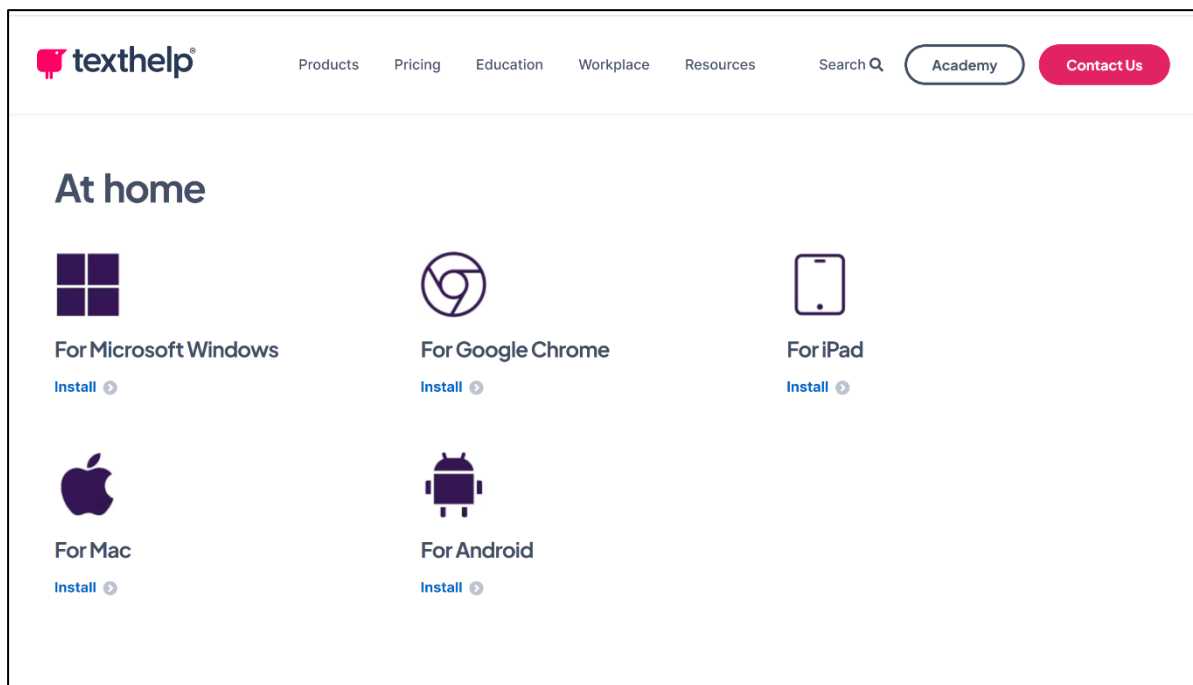 texthelp®
Products Pricing Education Workplace Resources Search Academy Contact Us
At home
For Microsoft Windows For Google Chrome For iPad
Install Install Install
For Mac For Android
Install Install